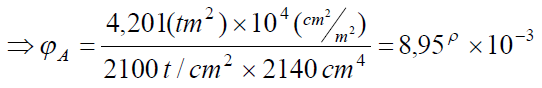 ⇒ φ_A = (4,201(tm²)×10⁴(cm²/m²)) / (2100 t / cm² × 2140 cm⁴) = 8,95^ρ ×10⁻³